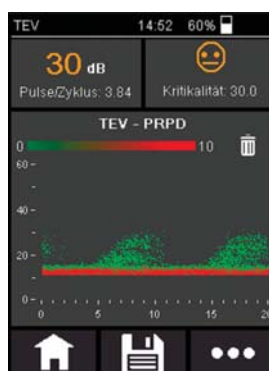 TEV 14:52 60%
30 dB
Pulse/Zyklus: 3.84
Kritikalität: 30.0
TEV - PRPD
0 10
60
40
20
0
0 5 10 15 20